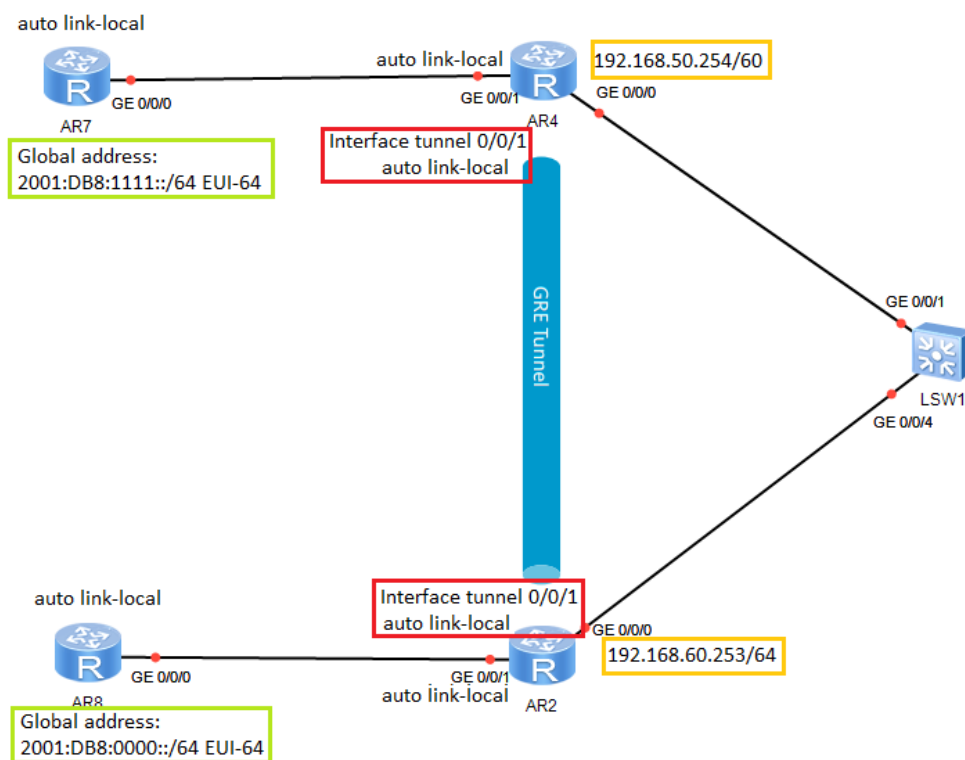 auto link-local
R
GE 0/0/0
AR7
Global address:
2001:DB8:1111::/64 EUI-64
auto link-local
GE 0/0/1
R
AR4
192.168.50.254/60
GE 0/0/0
Interface tunnel 0/0/1
auto link-local
GRE Tunnel
GE 0/0/1
LSW1
GE 0/0/4
Interface tunnel 0/0/1
auto link-local
GE 0/0/0
192.168.60.253/64
R
AR2
GE 0/0/1
auto link-local
auto link-local
R
GE 0/0/0
AR8
Global address:
2001:DB8:0000::/64 EUI-64